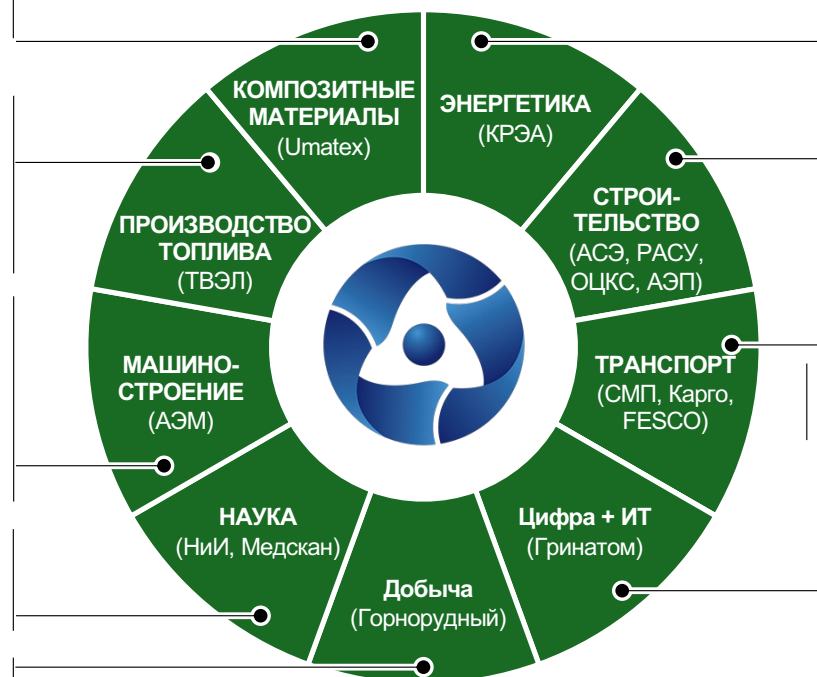 КОМПОЗИТНЫЕ
МАТЕРИАЛЫ
(Umatex)
ЭНЕРГЕТИКА
(КРЭА)
СТРОИ-
ТЕЛЬСТВО
(АСЭ, РАСУ,
ОЦКС, АЭП)
ТРАНСПОРТ
(СМП, Карго,
FESCO)
Цифра + ИТ
(Гринатом)
Добыча
(Горнорудный)
НАУКА
(НиИ, Медскан)
МАШИНО-
СТРОЕНИЕ
(АЭМ)
ПРОИЗВОДСТВО
ТОПЛИВА
(ТВЭЛ)